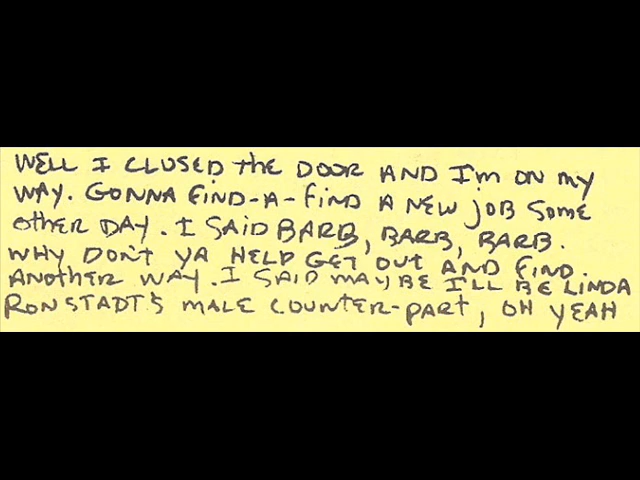 WELL I CLUSED the DOOR AND I'm ON my
WAY. GONNA FIND-A-FIND A NEW JOB SOME
OTHER DAY. I SAID BARB, BARB, BARB.
WHY DON'T YA HELP GET OUT AND FIND.
ANOTHER WAY. I SAID MAYBE I'LL BE LINDA
RONSTADT'S MALE COUNTER-PART, OH YEAH